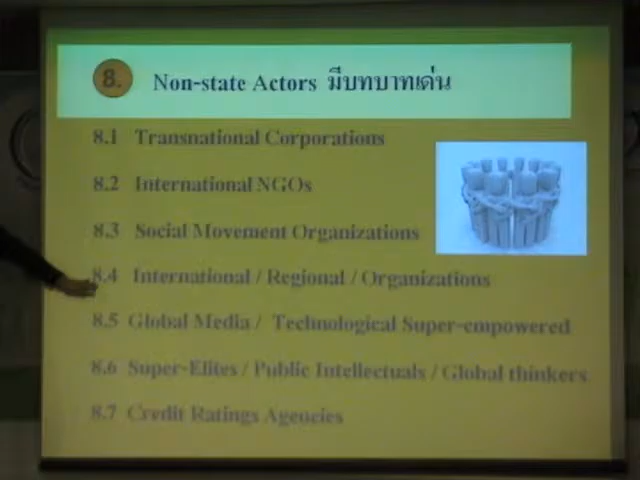 8. Non-state Actors มีบทบาทเด่น
8.1 Transnational Corporations
8.2 International NGOs
8.3 Social Movement Organizations
8.4 International / Regional / Organizations
8.5 Global Media / Technological Super-empowered
8.6 Super-Elites / Public Intellectuals / Global thinkers
8.7 Credit Ratings Agencies